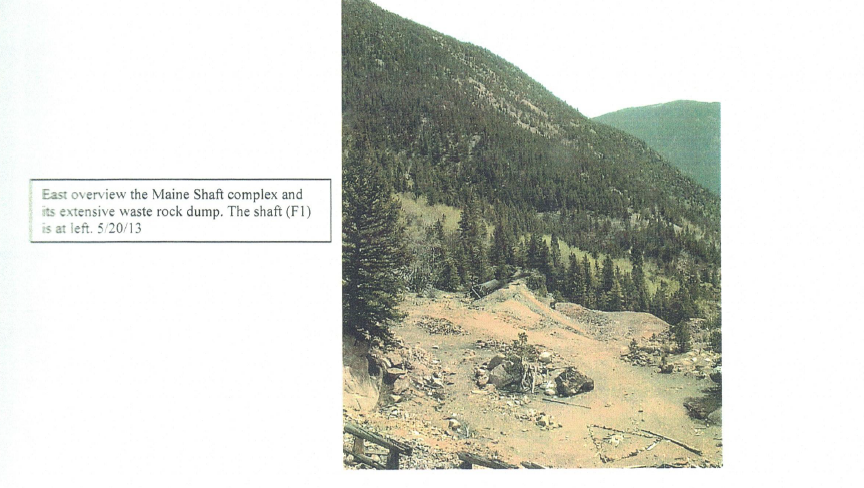 East overview the Maine Shaft complex and
its extensive waste rock dump. The shaft (F1)
is at left. 5/20/13